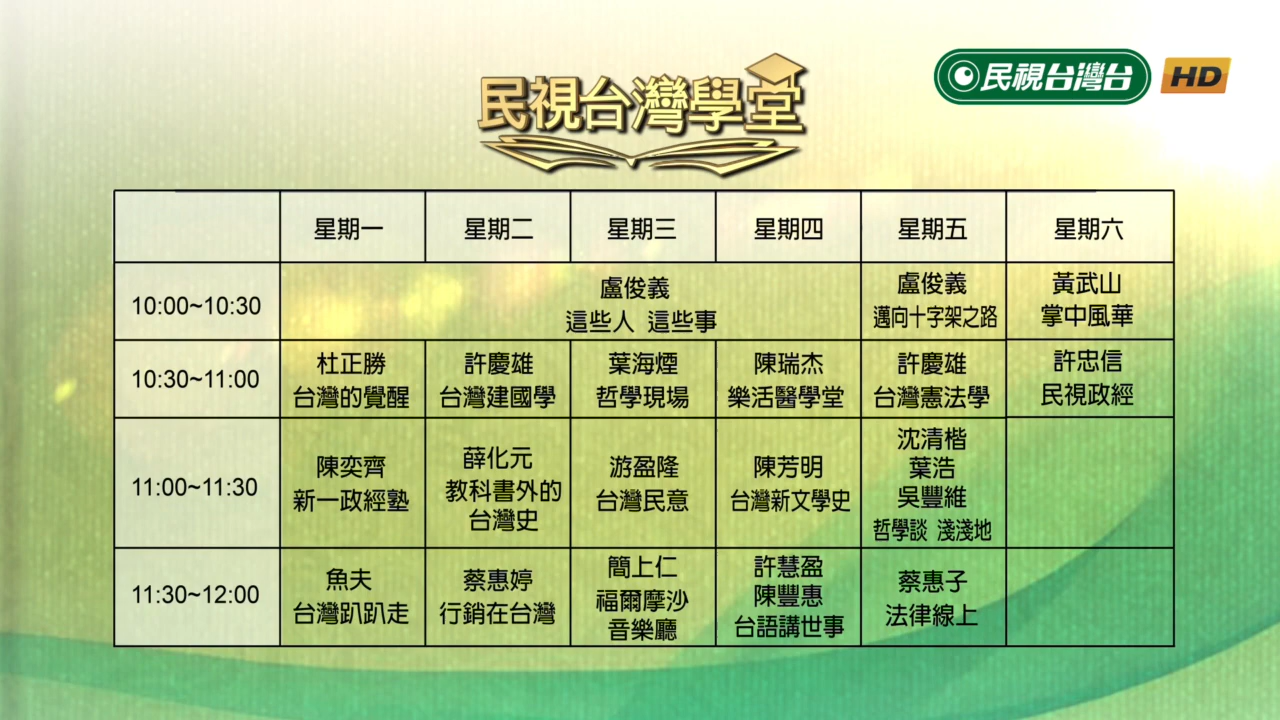 民視台灣台 HD
民視台灣學堂
星期一 星期二 星期三 星期四 星期五 星期六
10:00~10:30
盧俊義
這些人 這些事
盧俊義
邁向十字架之路
黃武山
掌中風華
10:30~11:00
杜正勝
台灣的覺醒
許慶雄
台灣建國學
葉海煙
哲學現場
陳瑞杰
樂活醫學堂
許慶雄
台灣憲法學
許忠信
民視政經
11:00~11:30
陳奕齊
新一政經塾
薛化元
教科書外的
台灣史
游盈隆
台灣民意
陳芳明
台灣新文學史
沈清楷
葉浩
吳豐維
哲學談 淺淺地
11:30~12:00
魚夫
台灣趴趴走
蔡惠婷
行銷在台灣
簡上仁
福爾摩沙
音樂廳
許慧盈
陳豐惠
台語講世事
蔡惠子
法律線上